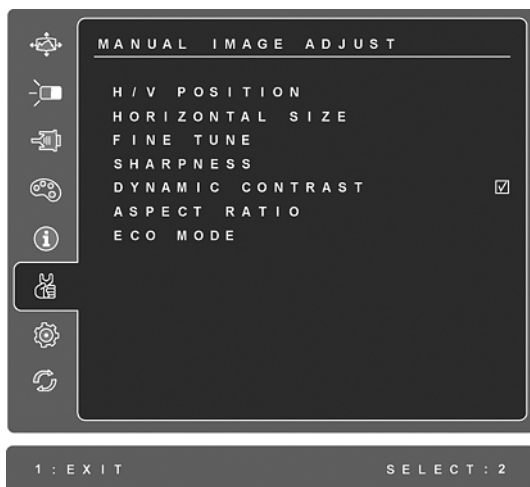 MANUAL IMAGE ADJUST
H/V POSITION
HORIZONTAL SIZE
FINE TUNE
SHARPNESS
DYNAMIC CONTRAST
ASPECT RATIO
ECO MODE
1:EXIT SELECT:2